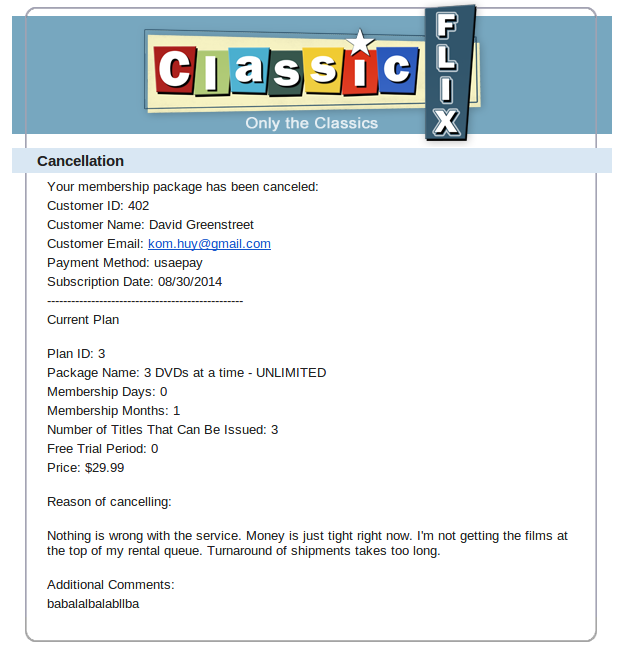 Classic
FLIX
Only the Classics
Cancellation
Your membership package has been canceled:
Customer ID: 402
Customer Name: David Greenstreet
Customer Email: kom.huy@gmail.com
Payment Method: usaepay
Subscription Date: 08/30/2014
-------------------------------------------------
Current Plan
Plan ID: 3
Package Name: 3 DVDs at a time - UNLIMITED
Membership Days: 0
Membership Months: 1
Number of Titles That Can Be Issued: 3
Free Trial Period: 0
Price: $29.99
Reason of cancelling:
Nothing is wrong with the service. Money is just tight right now. I'm not getting the films at
the top of my rental queue. Turnaround of shipments takes too long.
Additional Comments:
babalalbalabllba